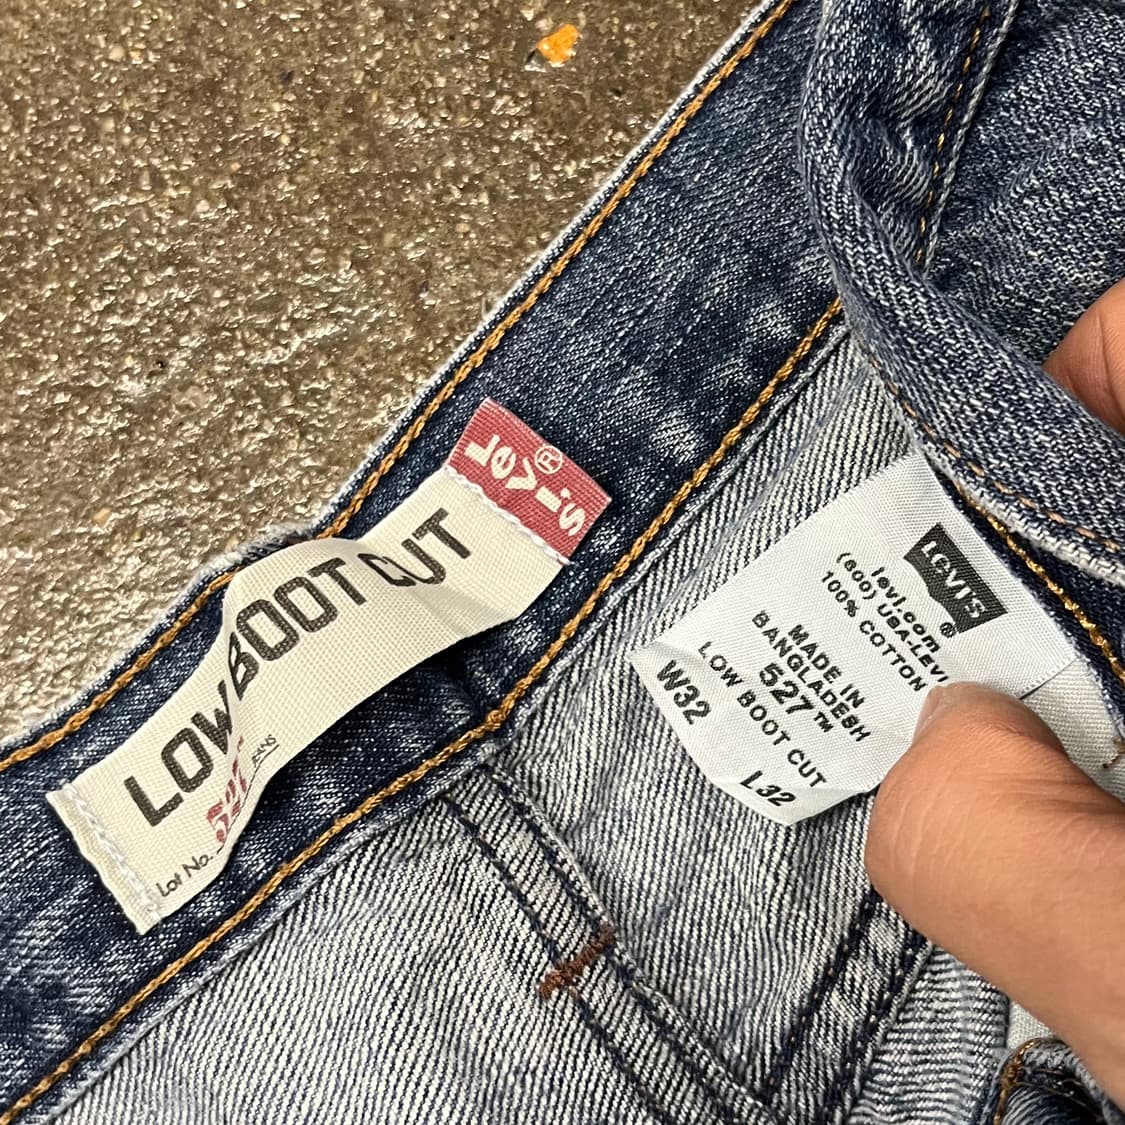 Levi's®
LOW BOOT CUT
Lot No. 527 JEANS
LEVI'S®
levi.com
(800) USA-LEVI
100% COTTON
MADE IN
BANGLADESH
527™
LOW BOOT CUT
W32 L32